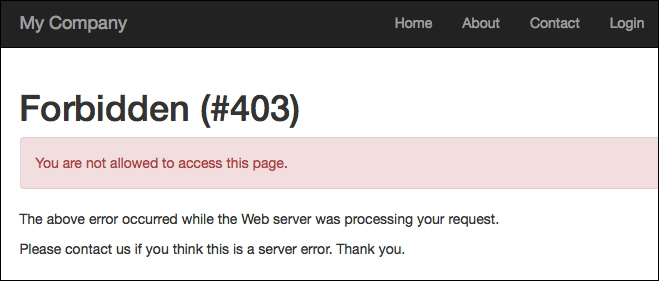 My Company Home About Contact Login
Forbidden (#403)
You are not allowed to access this page.
The above error occurred while the Web server was processing your request.
Please contact us if you think this is a server error. Thank you.